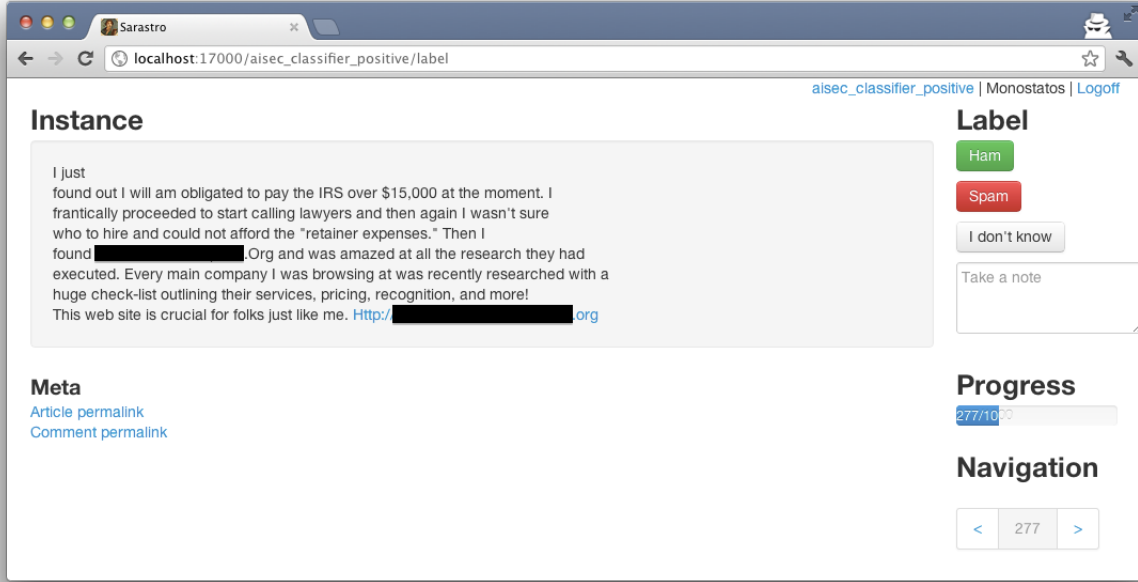 Sarastro
localhost:17000/aisec_classifier_positive/label
aisec_classifier_positive | Monostatos | Logoff
Instance
I just
found out I will am obligated to pay the IRS over $15,000 at the moment. I
frantically proceeded to start calling lawyers and then again I wasn't sure
who to hire and could not afford the "retainer expenses." Then I
found .Org and was amazed at all the research they had
executed. Every main company I was browsing at was recently researched with a
huge check-list outlining their services, pricing, recognition, and more!
This web site is crucial for folks just like me. Http:/ .org
Meta
Article permalink
Comment permalink
Label
Ham
Spam
I don't know
Take a note
Progress
277/1000
Navigation
< 277 >